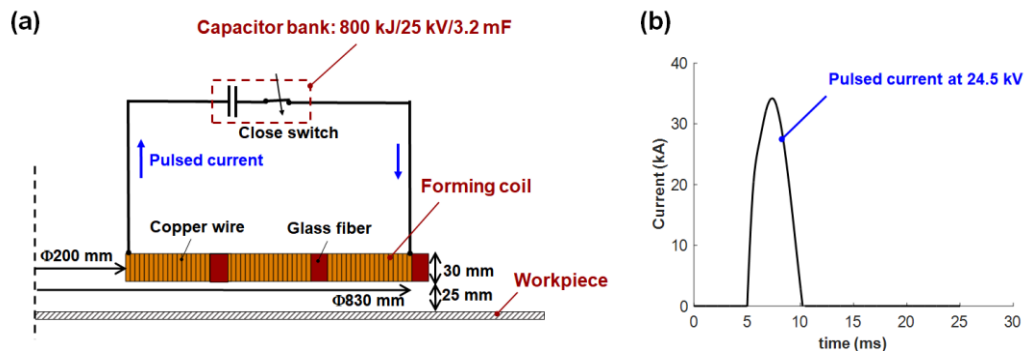 (a)
Capacitor bank: 800 kJ/25 kV/3.2 mF
Close switch
Pulsed current
Forming coil
Copper wire
Glass fiber
Φ200 mm
30 mm
Φ830 mm
25 mm
Workpiece
(b)
Pulsed current at 24.5 kV
Current (kA)
40
30
20
10
0
0 5 10 15 20 25 30
time (ms)